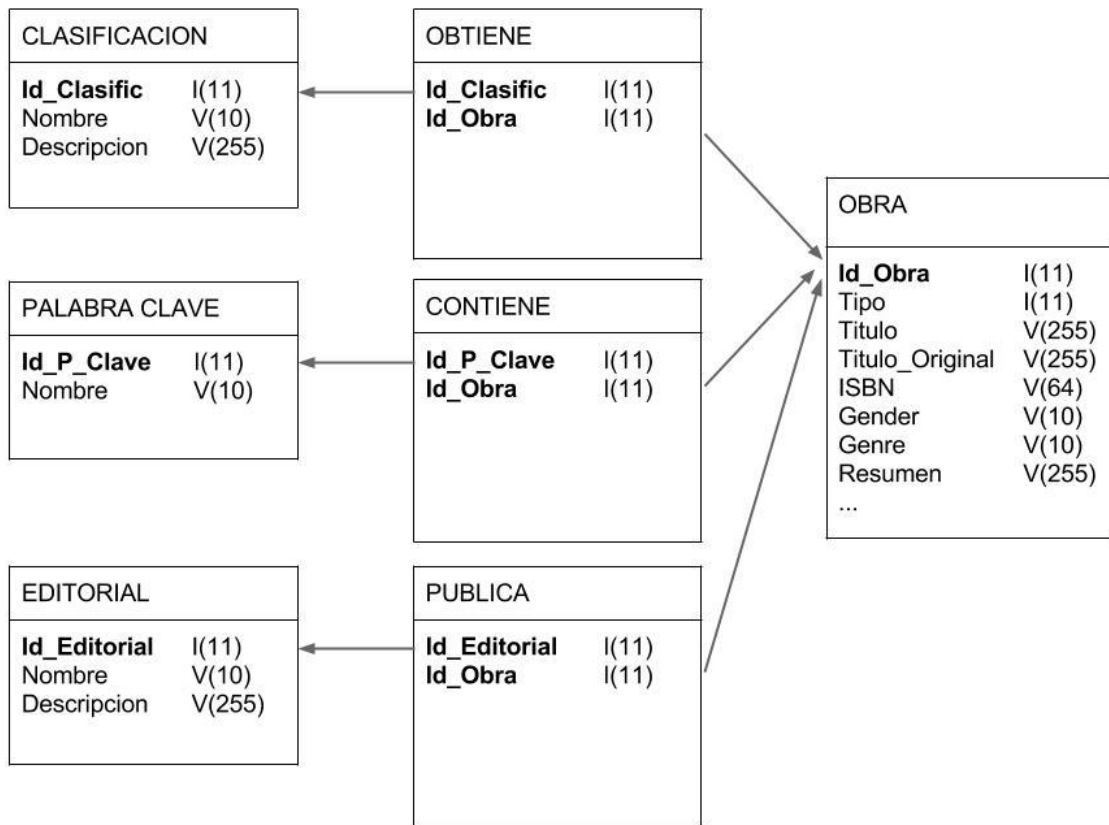 CLASIFICACION
Id_Clasific I(11)
Nombre V(10)
Descripcion V(255)
OBTIENE
Id_Clasific I(11)
Id_Obra I(11)
PALABRA CLAVE
Id_P_Clave I(11)
Nombre V(10)
CONTIENE
Id_P_Clave I(11)
Id_Obra I(11)
EDITORIAL
Id_Editorial I(11)
Nombre V(10)
Descripcion V(255)
PUBLICA
Id_Editorial I(11)
Id_Obra I(11)
OBRA
Id_Obra I(11)
Tipo I(11)
Titulo V(255)
Titulo_Original V(255)
ISBN V(64)
Gender V(10)
Genre V(10)
Resumen V(255)
...